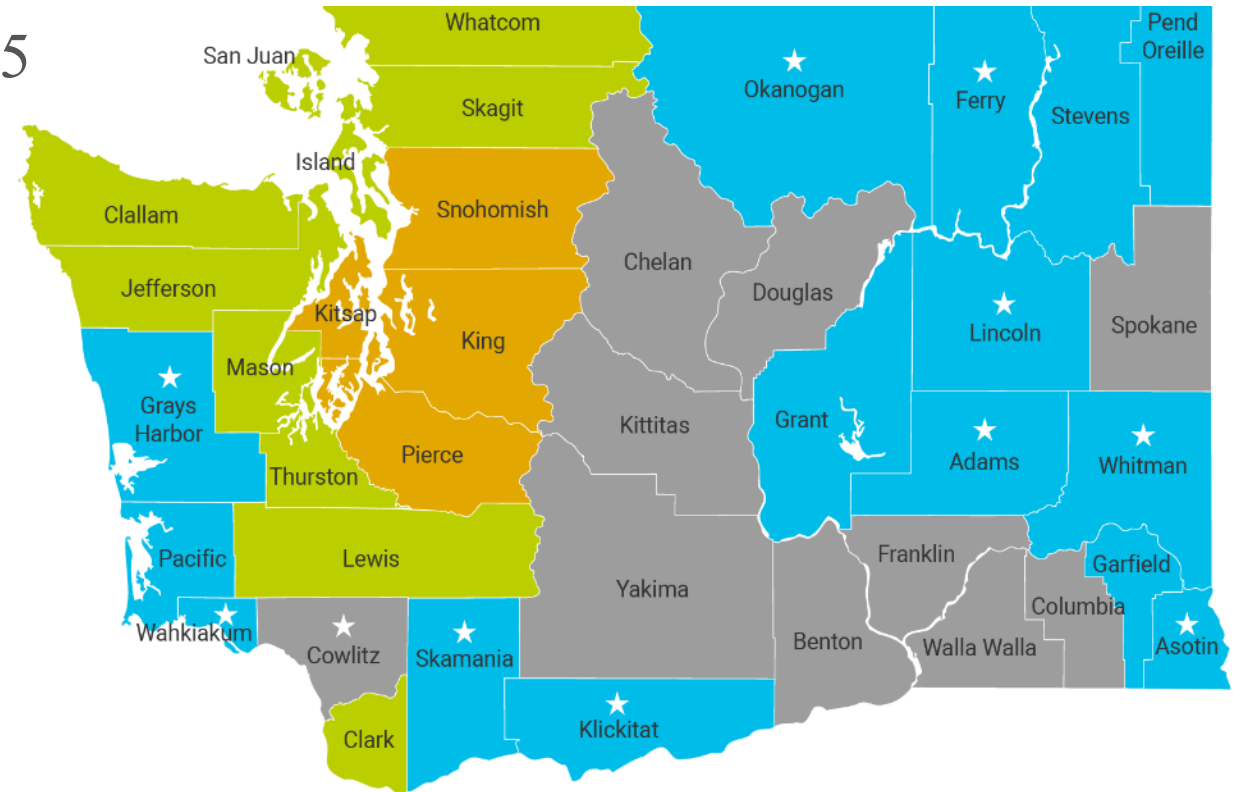 5
Whatcom
Pend
Oreille
San Juan
Okanogan
Ferry
Skagit
Stevens
Island
Clallam
Snohomish
Chelan
Jefferson
Douglas
Kitsap
Lincoln
Spokane
King
Mason
Grays
Harbor
Kittitas
Grant
Pierce
Adams
Whitman
Thurston
Pacific
Lewis
Franklin
Garfield
Yakima
Columbia
Wahkiakum
Cowlitz
Skamania
Benton
Walla Walla
Asotin
Klickitat
Clark